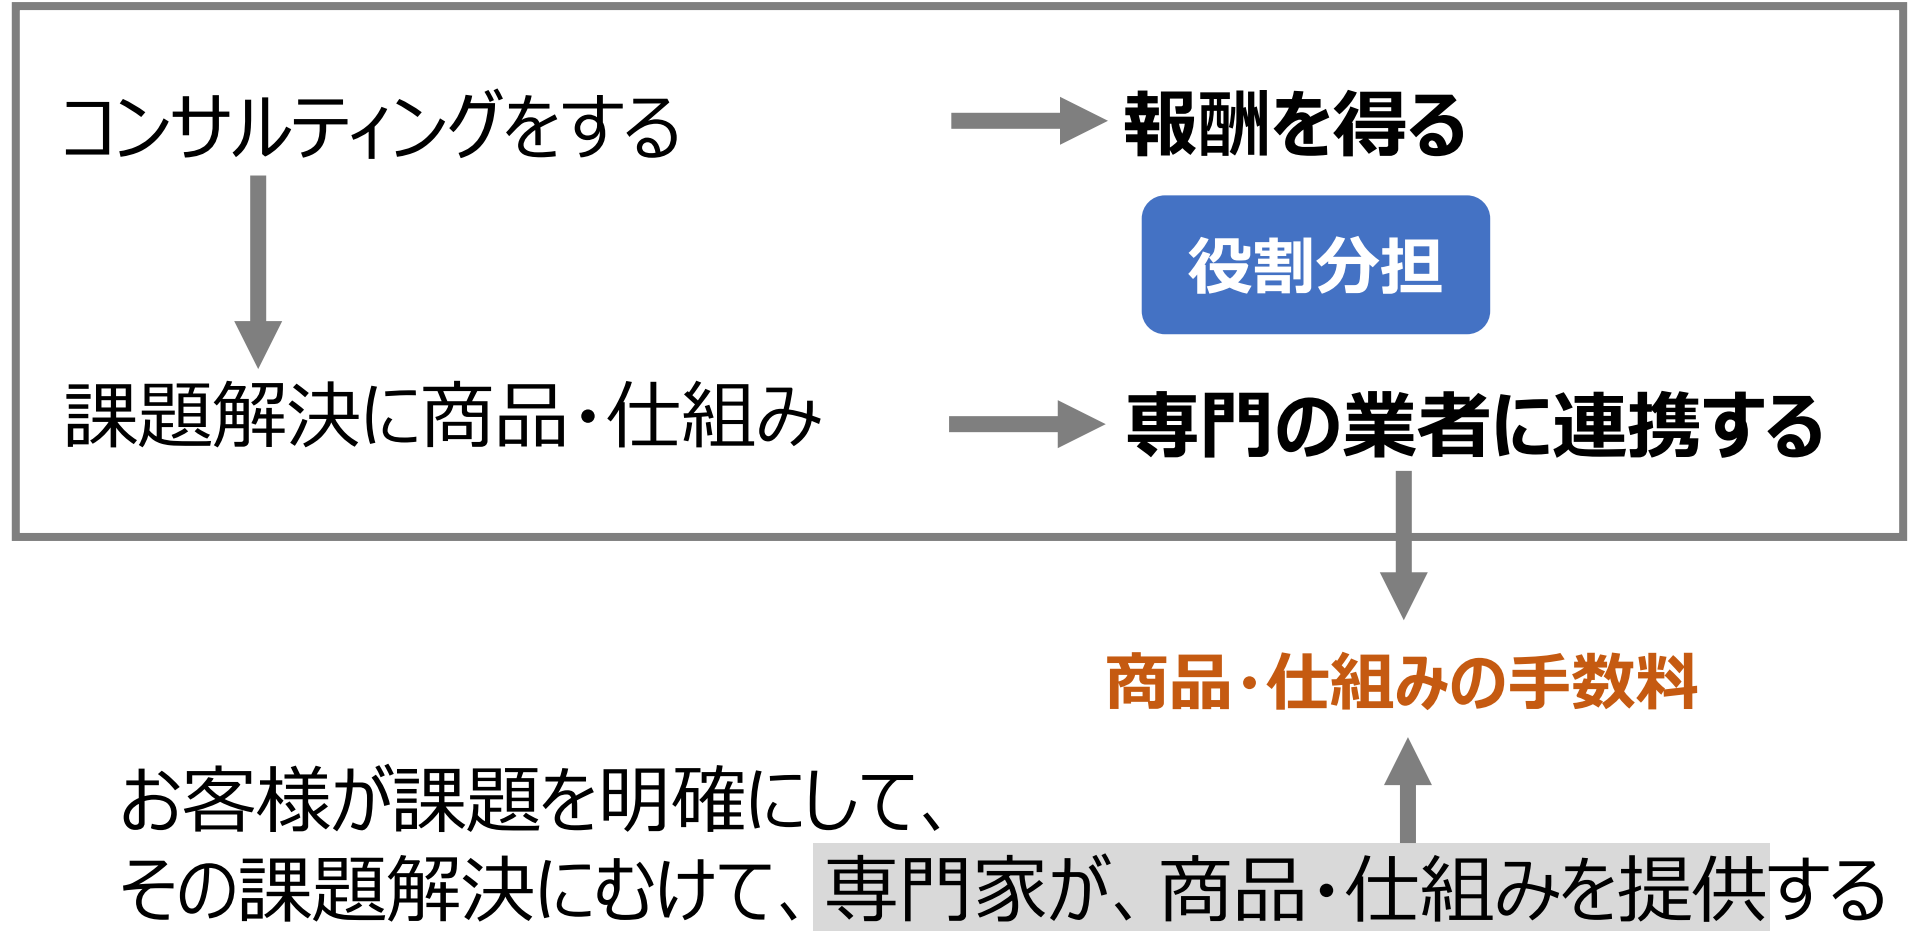 コンサルティングをする
報酬を得る
役割分担
課題解決に商品・仕組み
専門の業者に連携する
商品・仕組みの手数料
お客様が課題を明確にして、
その課題解決にむけて、専門家が、商品・仕組みを提供する